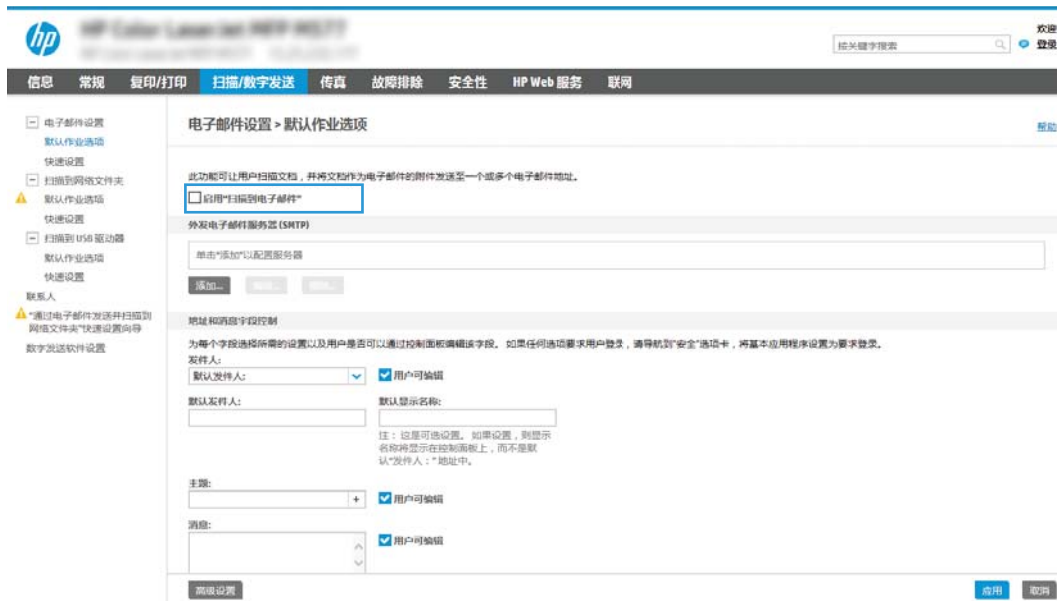 hp
按关键字搜索
欢迎
登录
信息 常规 复印/打印 扫描/数字发送 传真 故障排除 安全性 HP Web 服务 联网
电子邮件设置
默认作业选项
快速设置
扫描到网络文件夹
默认作业选项
快速设置
扫描到 USB 驱动器
默认作业选项
快速设置
联系人
“通过电子邮件发送并扫描到
网络文件夹”快速设置向导
数字发送软件设置
电子邮件设置 > 默认作业选项
帮助
此功能可让用户扫描文档，并将文档作为电子邮件的附件发送至一个或多个电子邮件地址。
启用“扫描到电子邮件”
外发电子邮件服务器 (SMTP)
单击“添加”以配置服务器
添加...
地址和消息字段控制
为每个字段选择所需的设置以及用户是否可以通过控制面板编辑该字段。 如果任何选项要求用户登录，请导航到“安全”选项卡，将基本应用程序设置为要求登录。
发件人:
默认发件人: 用户可编辑
默认发件人: 默认显示名称:
注：这是可选设置。 如果设置，则显示
名称将显示在控制面板上，而不是默
认“发件人：”地址中。
主题:
+ 用户可编辑
消息:
用户可编辑
高级设置 应用 取消